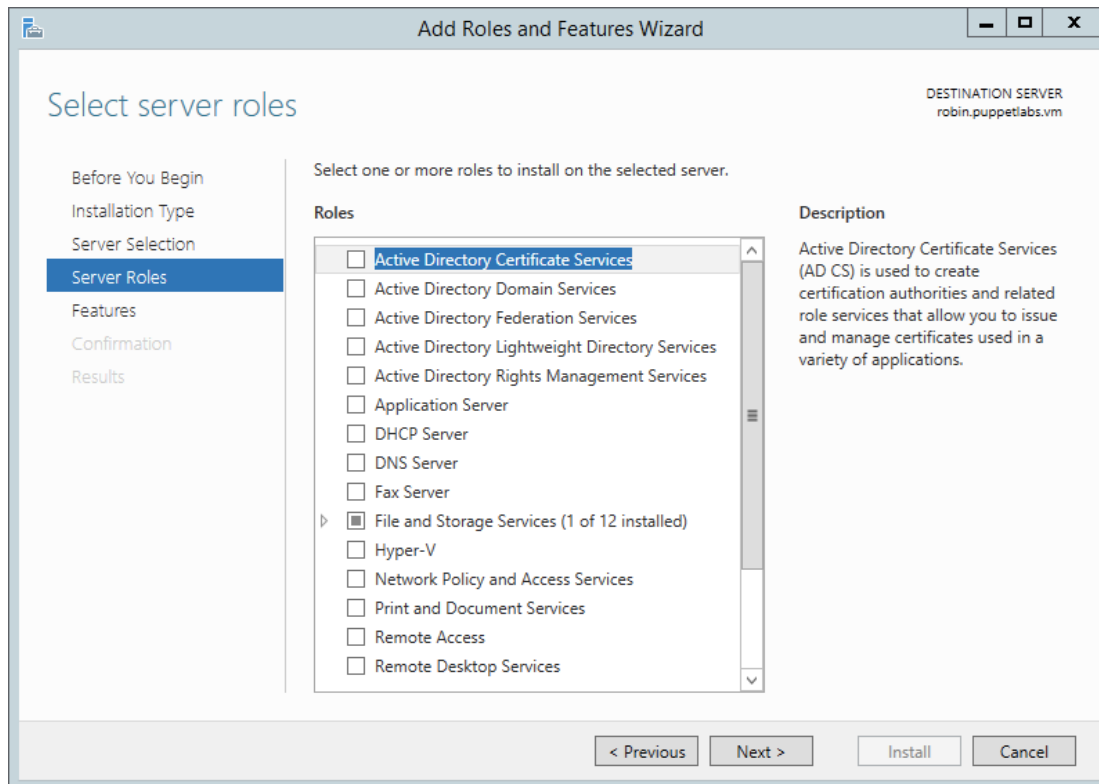 Add Roles and Features Wizard
Select server roles
DESTINATION SERVER
robin.puppetlabs.vm
Before You Begin
Installation Type
Server Selection
Server Roles
Features
Confirmation
Results
Select one or more roles to install on the selected server.
Roles
Active Directory Certificate Services
Active Directory Domain Services
Active Directory Federation Services
Active Directory Lightweight Directory Services
Active Directory Rights Management Services
Application Server
DHCP Server
DNS Server
Fax Server
File and Storage Services (1 of 12 installed)
Hyper-V
Network Policy and Access Services
Print and Document Services
Remote Access
Remote Desktop Services
Description
Active Directory Certificate Services
(AD CS) is used to create
certification authorities and related
role services that allow you to issue
and manage certificates used in a
variety of applications.
< Previous
Next >
Install
Cancel